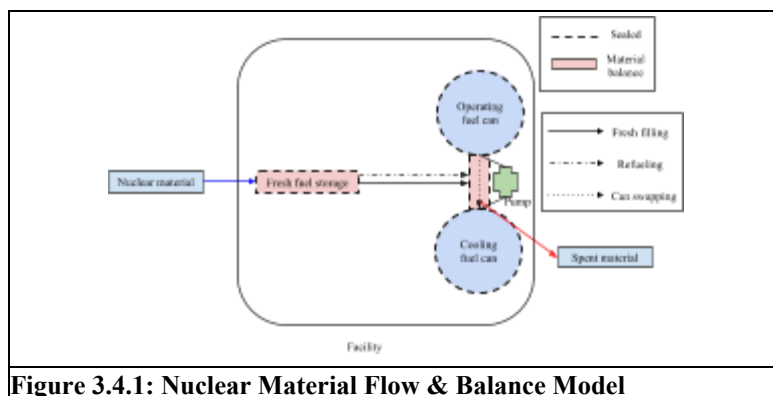 Sealed
Material
balance
Operating
fuel can
Fresh filling
Refueling
Can swapping
Nuclear material
Fresh fuel storage
Pump
Cooling
fuel can
Spent material
Facility
Figure 3.4.1: Nuclear Material Flow & Balance Model